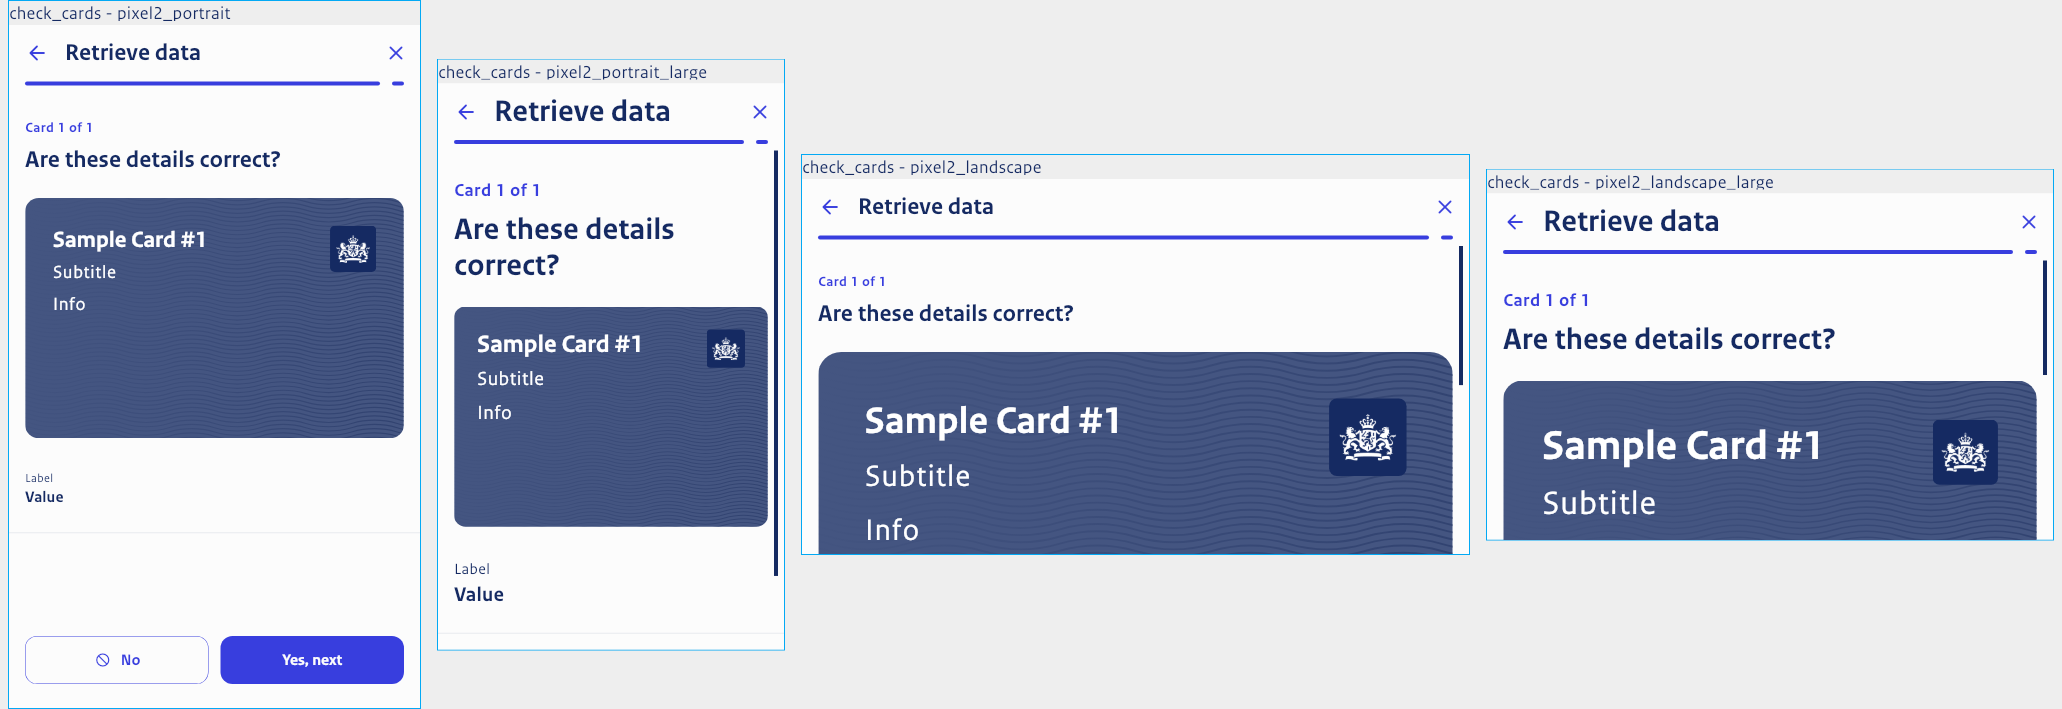 check_cards - pixel2_portrait
Retrieve data
Card 1 of 1
Are these details correct?
Sample Card #1
Subtitle
Info
Label
Value
No
Yes, next
check_cards - pixel2_portrait_large
Retrieve data
Card 1 of 1
Are these details
correct?
Sample Card #1
Subtitle
Info
Label
Value
check_cards - pixel2_landscape
Retrieve data
Card 1 of 1
Are these details correct?
Sample Card #1
Subtitle
Info
check_cards - pixel2_landscape_large
Retrieve data
Card 1 of 1
Are these details correct?
Sample Card #1
Subtitle